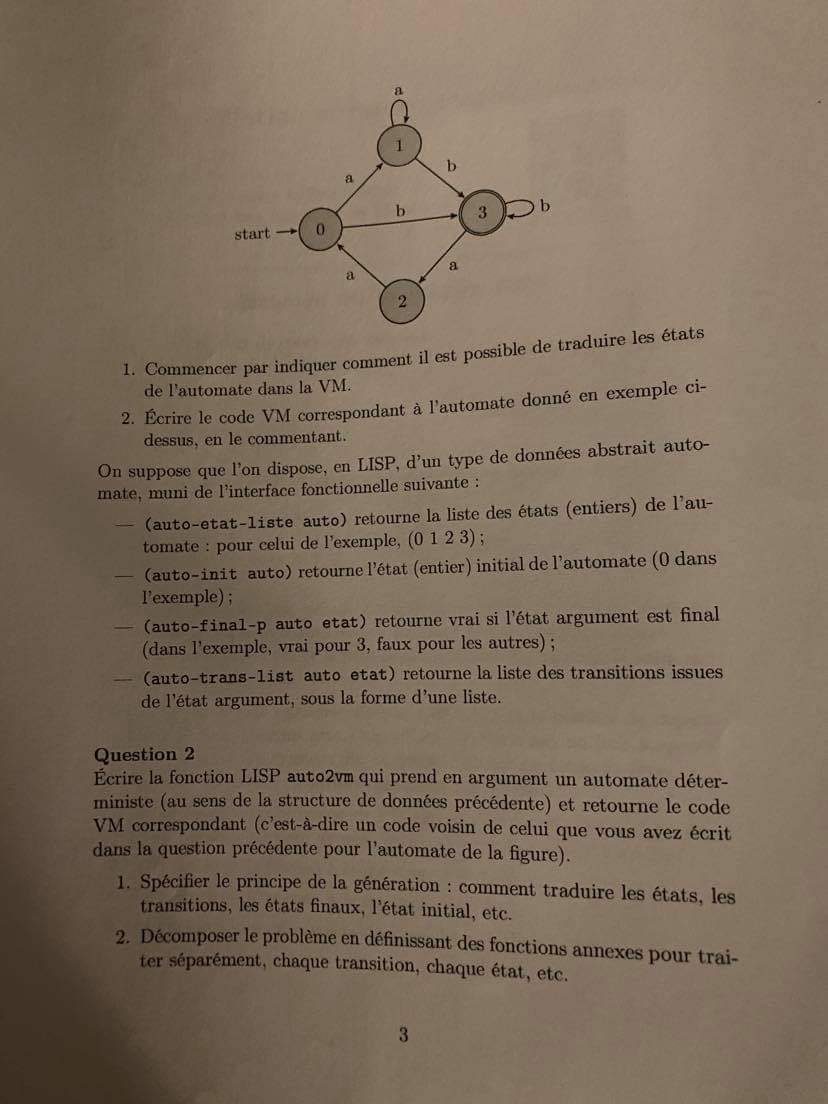 a
1
a
b
start
0
b
3
b
a
a
2
1. Commencer par indiquer comment il est possible de traduire les états
de l'automate dans la VM.
2. Écrire le code VM correspondant à l'automate donné en exemple ci-
dessus, en le commentant.
On suppose que l'on dispose, en LISP, d'un type de données abstrait auto-
mate, muni de l'interface fonctionnelle suivante :
— (auto-etat-liste auto) retourne la liste des états (entiers) de l'au-
tomate : pour celui de l'exemple, (0 1 2 3) ;
— (auto-init auto) retourne l'état (entier) initial de l'automate (0 dans
l'exemple) ;
— (auto-final-p auto etat) retourne vrai si l'état argument est final
(dans l'exemple, vrai pour 3, faux pour les autres) ;
— (auto-trans-list auto etat) retourne la liste des transitions issues
de l'état argument, sous la forme d'une liste.
Question 2
Écrire la fonction LISP auto2vm qui prend en argument un automate déter-
ministe (au sens de la structure de données précédente) et retourne le code
VM correspondant (c'est-à-dire un code voisin de celui que vous avez écrit
dans la question précédente pour l'automate de la figure).
1. Spécifier le principe de la génération : comment traduire les états, les
transitions, les états finaux, l'état initial, etc.
2. Décomposer le problème en définissant des fonctions annexes pour trai-
ter séparément, chaque transition, chaque état, etc.
3